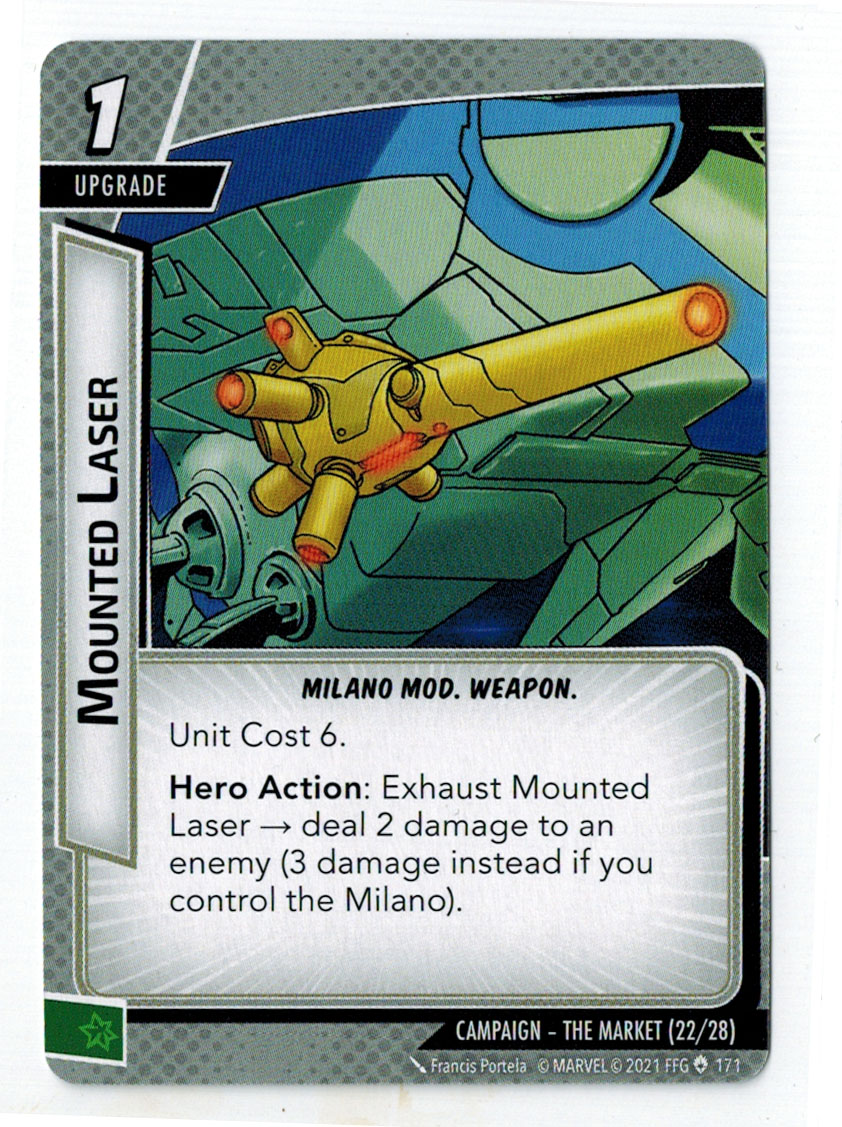 1
UPGRADE
MOUNTED LASER
MILANO MOD. WEAPON.
Unit Cost 6.
Hero Action: Exhaust Mounted
Laser → deal 2 damage to an
enemy (3 damage instead if you
control the Milano).
CAMPAIGN – THE MARKET (22/28)
Francis Portela © MARVEL © 2021 FFG 171